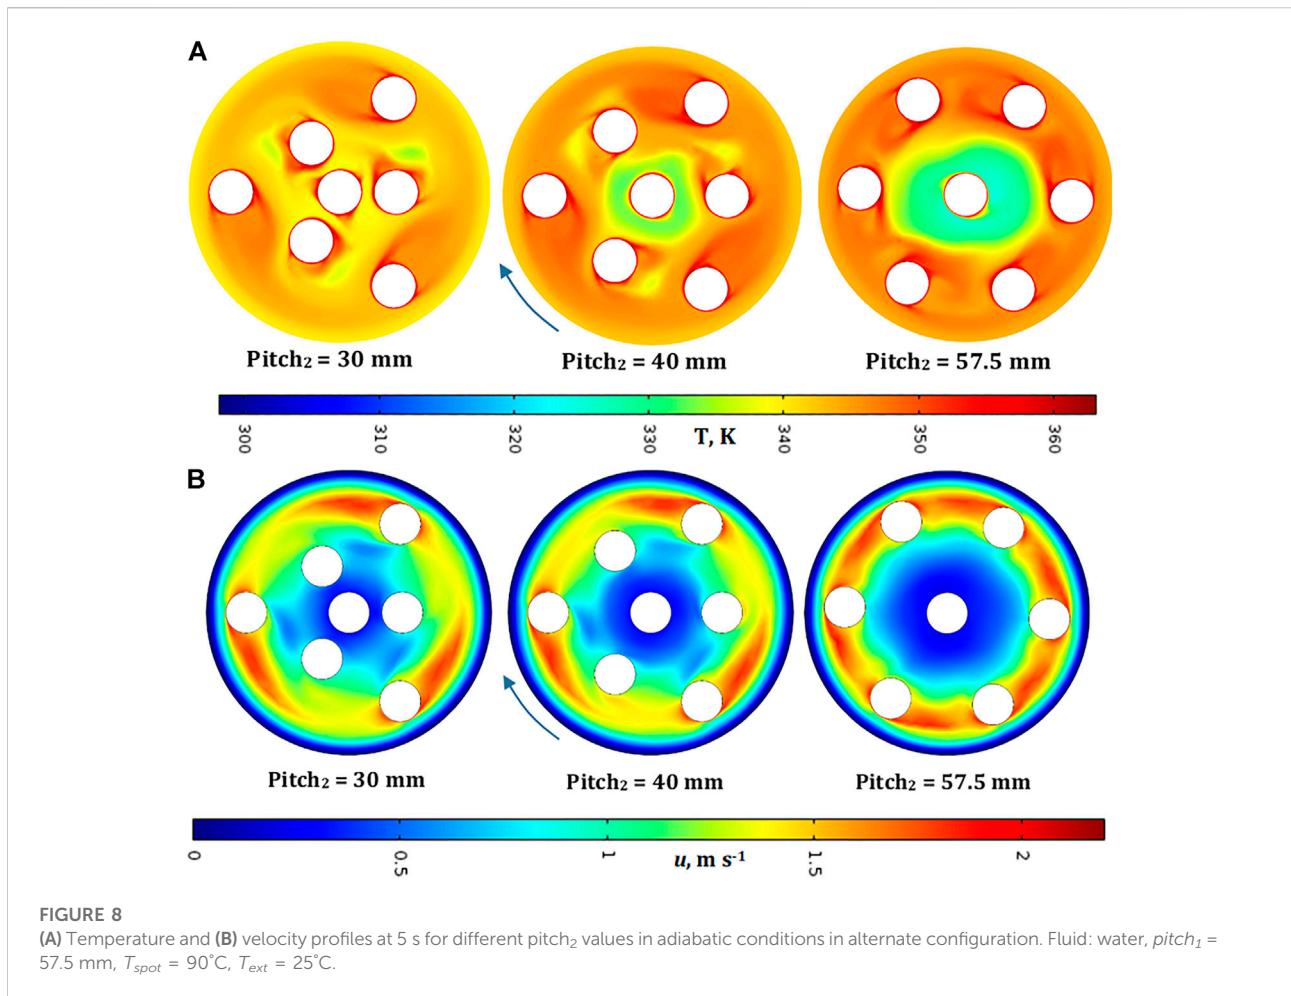 A
Pitch₂ = 30 mm
Pitch₂ = 40 mm
Pitch₂ = 57.5 mm
300 310 320 330 340 350 360
T, K
B
Pitch₂ = 30 mm
Pitch₂ = 40 mm
Pitch₂ = 57.5 mm
0 0.5 1 1.5 2
u, m s⁻¹
FIGURE 8
(A) Temperature and (B) velocity profiles at 5 s for different pitch₂ values in adiabatic conditions in alternate configuration. Fluid: water, pitch₁ =
57.5 mm, Tspot = 90°C, Text = 25°C.